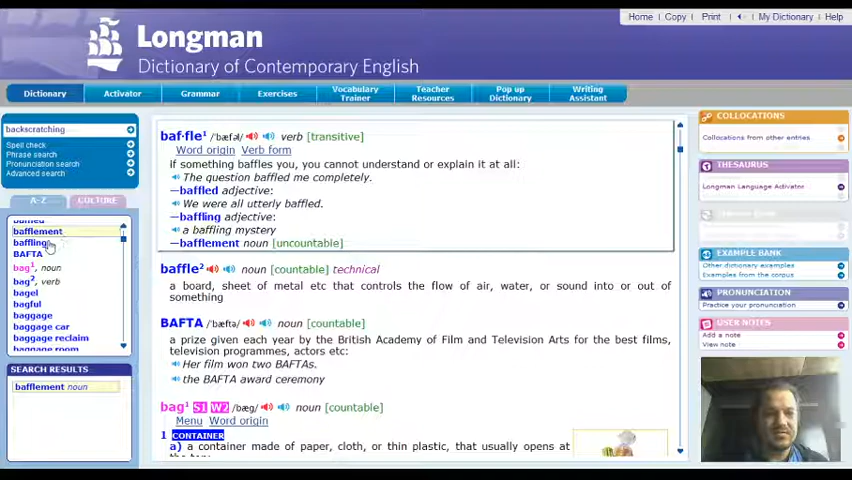 Home | Copy | Print | My Dictionary | Help
Longman
Dictionary of Contemporary English
Dictionary
Activator
Grammar
Exercises
Vocabulary Trainer
Teacher Resources
Pop up Dictionary
Writing Assistant
backscratching
Spell check
Phrase search
Pronunciation search
Advanced search
A-Z
CULTURE
baffled
bafflement
baffling
BAFTA
bag¹, noun
bag², verb
bagel
bagful
baggage
baggage car
baggage reclaim
baggage room
SEARCH RESULTS
bafflement noun
baf·fle¹ /ˈbæfəl/ verb [transitive]
Word origin Verb form
if something baffles you, you cannot understand or explain it at all:
The question baffled me completely.
—baffled adjective:
We were all utterly baffled.
—baffling adjective:
a baffling mystery
—bafflement noun [uncountable]
baffle² noun [countable] technical
a board, sheet of metal etc that controls the flow of air, water, or sound into or out of
something
BAFTA /ˈbæftə/ noun [countable]
a prize given each year by the British Academy of Film and Television Arts for the best films,
television programmes, actors etc:
Her film won two BAFTAs.
the BAFTA award ceremony
bag¹ S1 W2 /bæg/ noun [countable]
Menu Word origin
1 CONTAINER
a) a container made of paper, cloth, or thin plastic, that usually opens at
COLLOCATIONS
Collocations from other entries
THESAURUS
Longman Language Activator
EXAMPLE BANK
Other dictionary examples
Examples from the corpus
PRONUNCIATION
Practice your pronunciation
USER NOTES
Add a note
View note